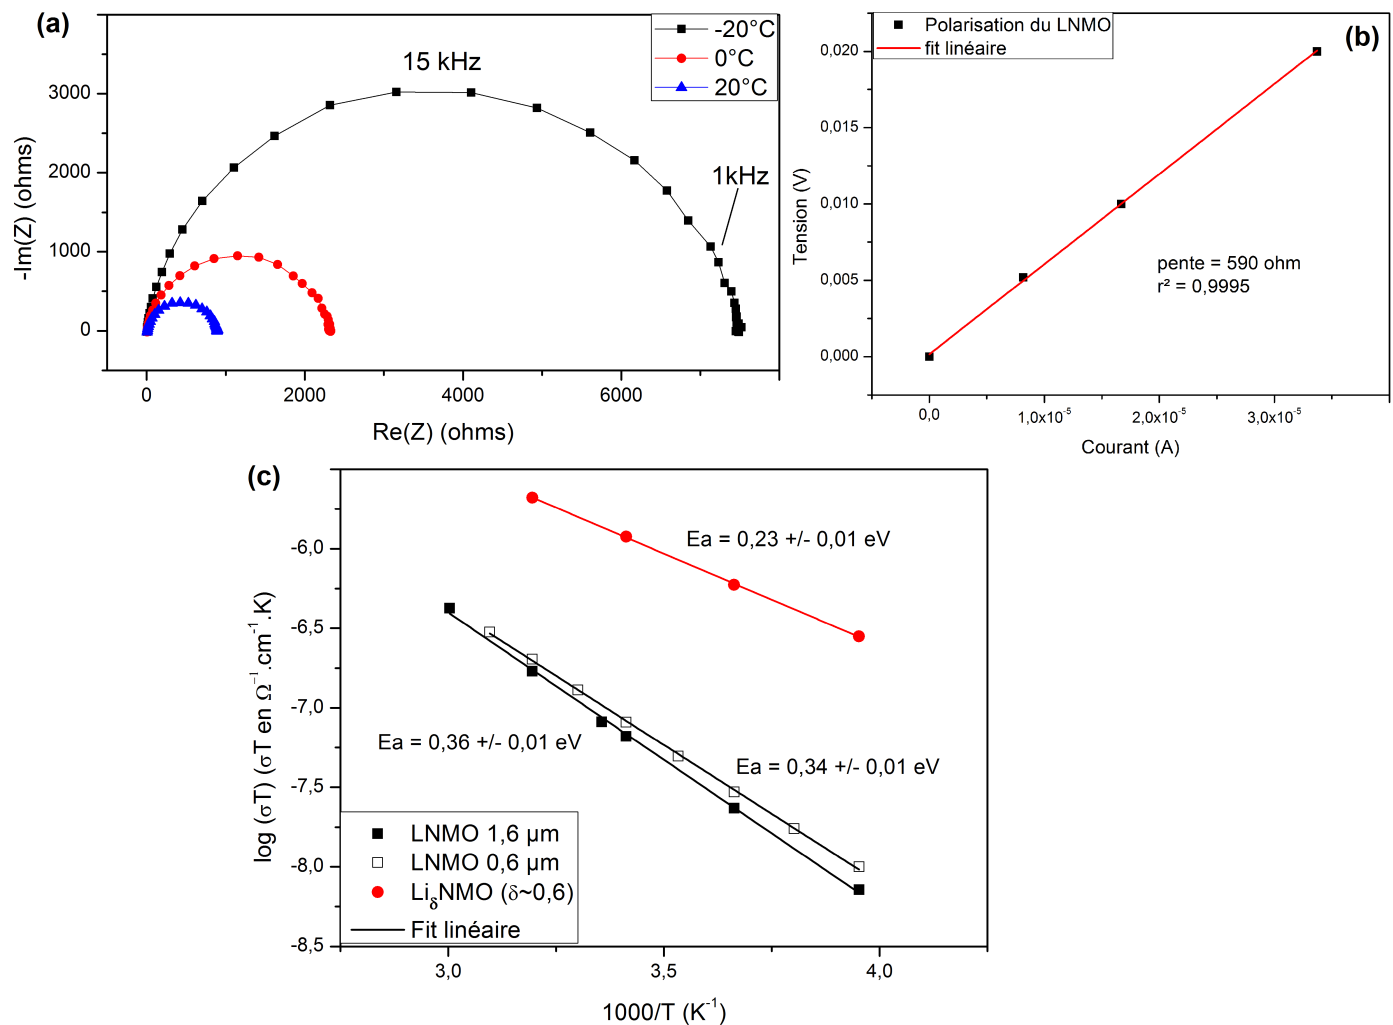 (a)
-20°C
0°C
20°C
15 kHz
1kHz
3000
2000
1000
0
-Im(Z) (ohms)
0
2000
4000
6000
Re(Z) (ohms)
(b)
Polarisation du LNMO
fit linéaire
0,020
0,015
0,010
0,005
0,000
Tension (V)
pente = 590 ohm
r² = 0,9995
0,0
1,0x10⁻⁵
2,0x10⁻⁵
3,0x10⁻⁵
Courant (A)
(c)
Ea = 0,23 +/- 0,01 eV
Ea = 0,36 +/- 0,01 eV
Ea = 0,34 +/- 0,01 eV
-6,0
-6,5
-7,0
-7,5
-8,0
-8,5
log (σT) (σT en Ω⁻¹.cm⁻¹.K)
LNMO 1,6 µm
LNMO 0,6 µm
Li_δNMO (δ~0,6)
Fit linéaire
3,0
3,5
4,0
1000/T (K⁻¹)